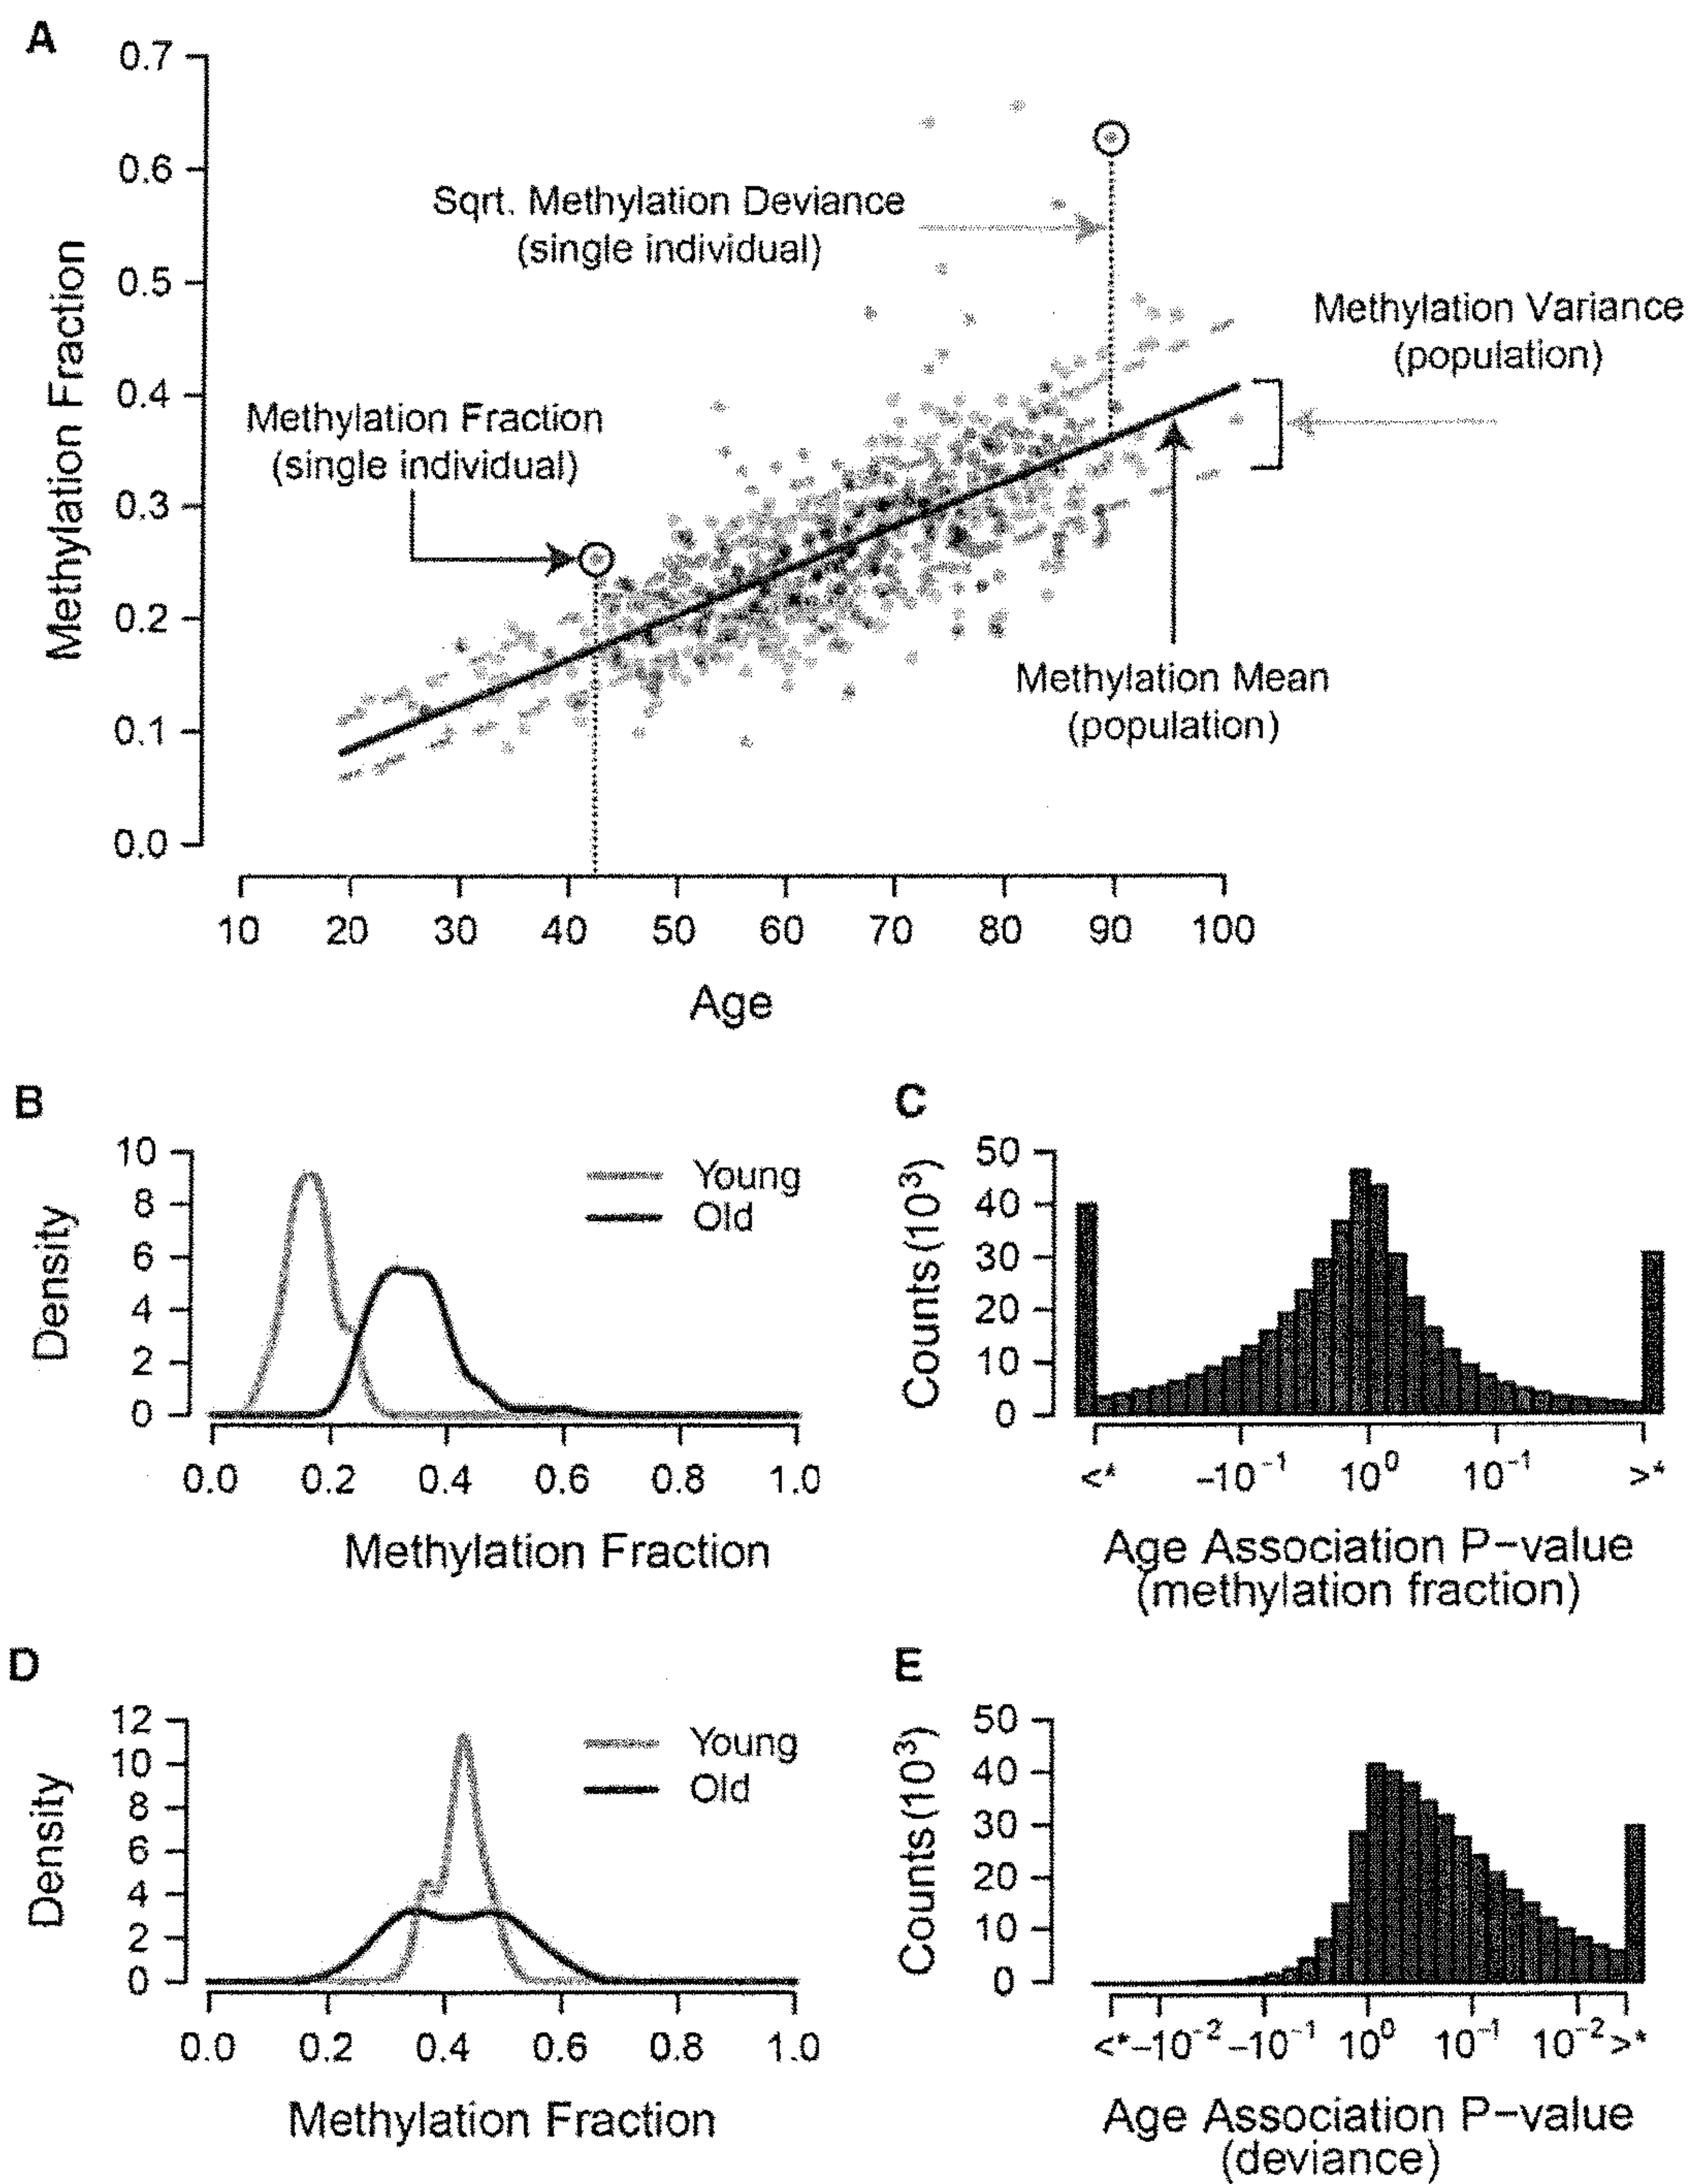 A
0.7
0.6
0.5
0.4
0.3
0.2
0.1
0.0
Methylation Fraction
Sqrt. Methylation Deviance
(single individual)
Methylation Variance
(population)
Methylation Fraction
(single individual)
Methylation Mean
(population)
10 20 30 40 50 60 70 80 90 100
Age
B
10
8
6
4
2
0
Density
Young
Old
0.0 0.2 0.4 0.6 0.8 1.0
Methylation Fraction
C
50
40
30
20
10
0
Counts (10³)
<* −10⁻¹ 10⁰ 10⁻¹ >*
Age Association P−value
(methylation fraction)
D
12
10
8
6
4
2
0
Density
Young
Old
0.0 0.2 0.4 0.6 0.8 1.0
Methylation Fraction
E
50
40
30
20
10
0
Counts (10³)
<* −10⁻² −10⁻¹ 10⁰ 10⁻¹ 10⁻² >*
Age Association P−value
(deviance)